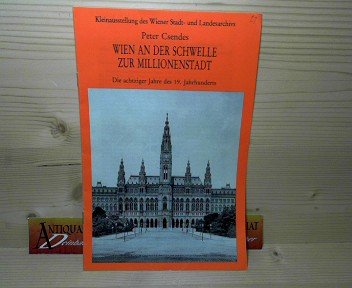 Kleinausstellung des Wiener Stadt- und Landesarchivs
Peter Csendes
WIEN AN DER SCHWELLE
ZUR MILLIONENSTADT
Die achtziger Jahre des 19. Jahrhunderts